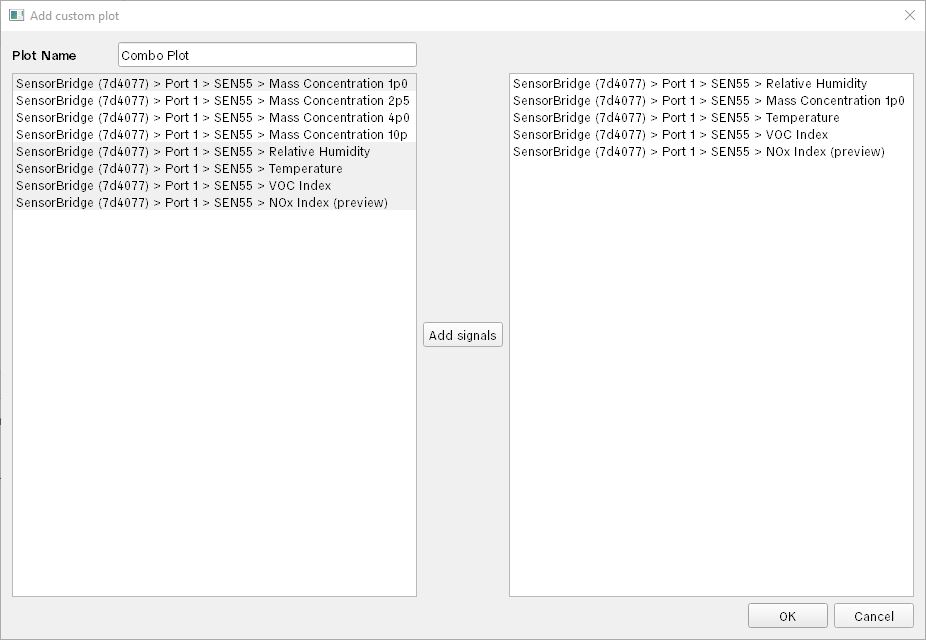 Add custom plot
Plot Name
Combo Plot
SensorBridge (7d4077) > Port 1 > SEN55 > Mass Concentration 1p0
SensorBridge (7d4077) > Port 1 > SEN55 > Mass Concentration 2p5
SensorBridge (7d4077) > Port 1 > SEN55 > Mass Concentration 4p0
SensorBridge (7d4077) > Port 1 > SEN55 > Mass Concentration 10p
SensorBridge (7d4077) > Port 1 > SEN55 > Relative Humidity
SensorBridge (7d4077) > Port 1 > SEN55 > Temperature
SensorBridge (7d4077) > Port 1 > SEN55 > VOC Index
SensorBridge (7d4077) > Port 1 > SEN55 > NOx Index (preview)
Add signals
SensorBridge (7d4077) > Port 1 > SEN55 > Relative Humidity
SensorBridge (7d4077) > Port 1 > SEN55 > Mass Concentration 1p0
SensorBridge (7d4077) > Port 1 > SEN55 > Temperature
SensorBridge (7d4077) > Port 1 > SEN55 > VOC Index
SensorBridge (7d4077) > Port 1 > SEN55 > NOx Index (preview)
OK
Cancel